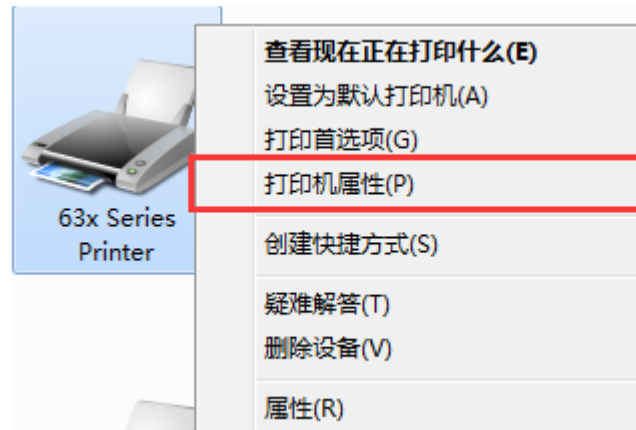 查看现在正在打印什么(E)
设置为默认打印机(A)
打印首选项(G)
打印机属性(P)
63x Series
Printer
创建快捷方式(S)
疑难解答(T)
删除设备(V)
属性(R)